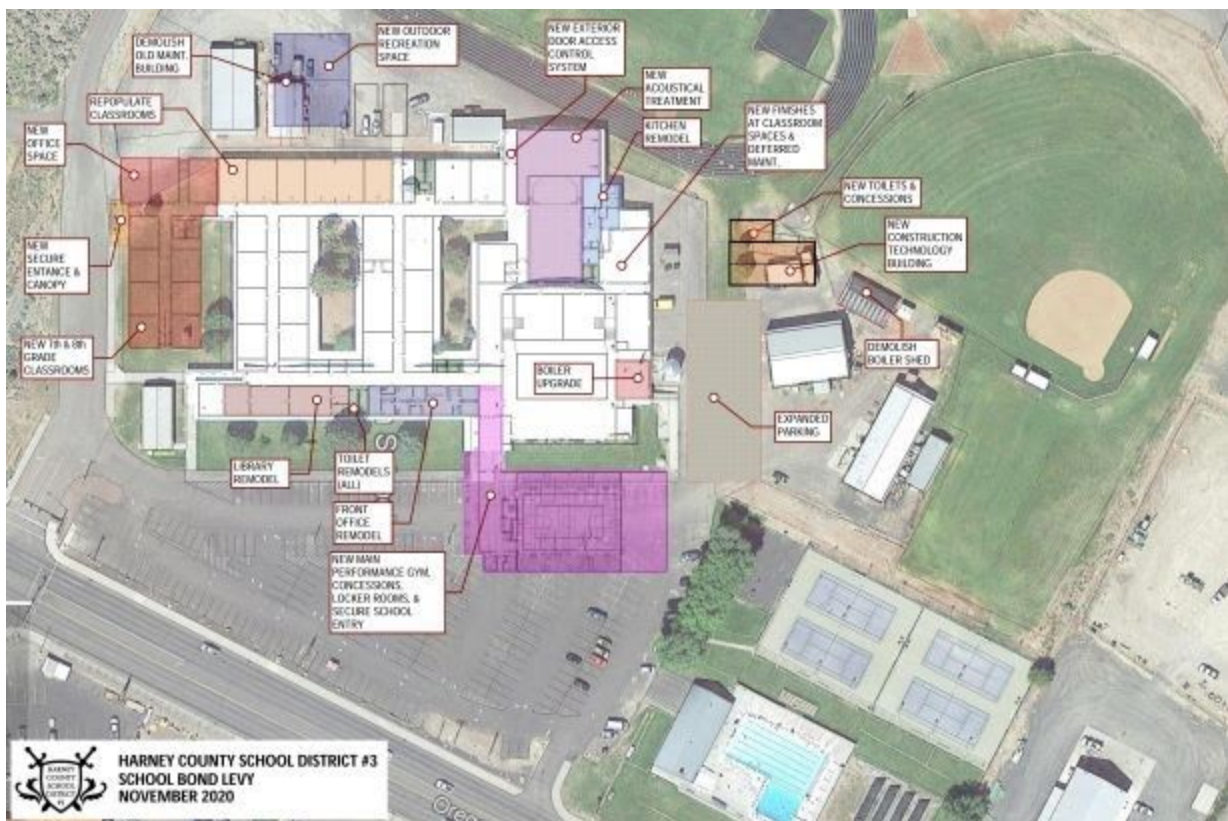 DEMOLISH
OLD MAINT.
BUILDING
NEW OUTDOOR
RECREATION
SPACE
NEW EXTERIOR
DOOR ACCESS
CONTROL
SYSTEM
NEW
ACOUSTICAL
TREATMENT
REPOPULATE
CLASSROOMS
KITCHEN
REMODEL
NEW FINISHES
AT CLASSROOM
SPACES &
DEFERRED
MAINT.
NEW
OFFICE
SPACE
NEW TOILETS &
CONCESSIONS
NEW
CONSTRUCTION
TECHNOLOGY
BUILDING
NEW
SECURE
ENTANCE &
CANOPY
NEW 7th & 8th
GRADE
CLASSROOMS
DEMOLISH
BOILER SHED
BOILER
UPGRADE
EXPANDED
PARKING
LIBRARY
REMODEL
TOILET
REMODELS
(ALL)
FRONT
OFFICE
REMODEL
NEW MAIN
PERFORMANCE GYM,
CONCESSIONS,
LOCKER ROOMS, &
SECURE SCHOOL
ENTRY
HARNEY
COUNTY
SCHOOL
DISTRICT
HARNEY COUNTY SCHOOL DISTRICT #3
SCHOOL BOND LEVY
NOVEMBER 2020